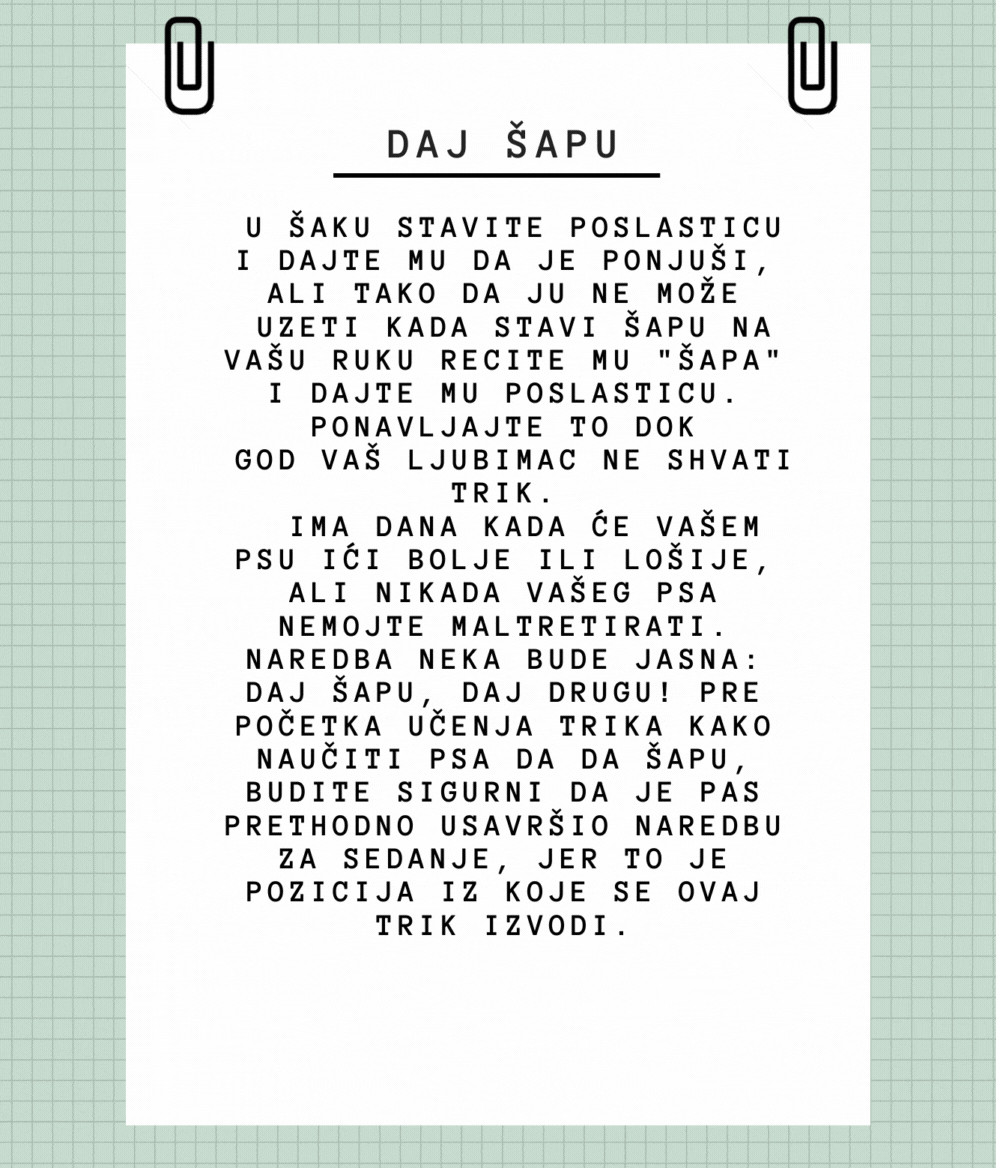 DAJ ŠAPU
U ŠAKU STAVITE POSLASTICU
I DAJTE MU DA JE PONJUŠI,
ALI TAKO DA JU NE MOŽE
UZETI KADA STAVI ŠAPU NA
VAŠU RUKU RECITE MU "ŠAPA"
I DAJTE MU POSLASTICU.
PONAVLJAJTE TO DOK
GOD VAŠ LJUBIMAC NE SHVATI
TRIK.
IMA DANA KADA ĆE VAŠEM
PSU IĆI BOLJE ILI LOŠIJE,
ALI NIKADA VAŠEG PSA
NEMOJTE MALTRETIRATI.
NAREDBA NEKA BUDE JASNA:
DAJ ŠAPU, DAJ DRUGU! PRE
POČETKA UČENJA TRIKA KAKO
NAUČITI PSA DA DA ŠAPU,
BUDITE SIGURNI DA JE PAS
PRETHODNO USAVRŠIO NAREDBU
ZA SEDANJE, JER TO JE
POZICIJA IZ KOJE SE OVAJ
TRIK IZVODI.